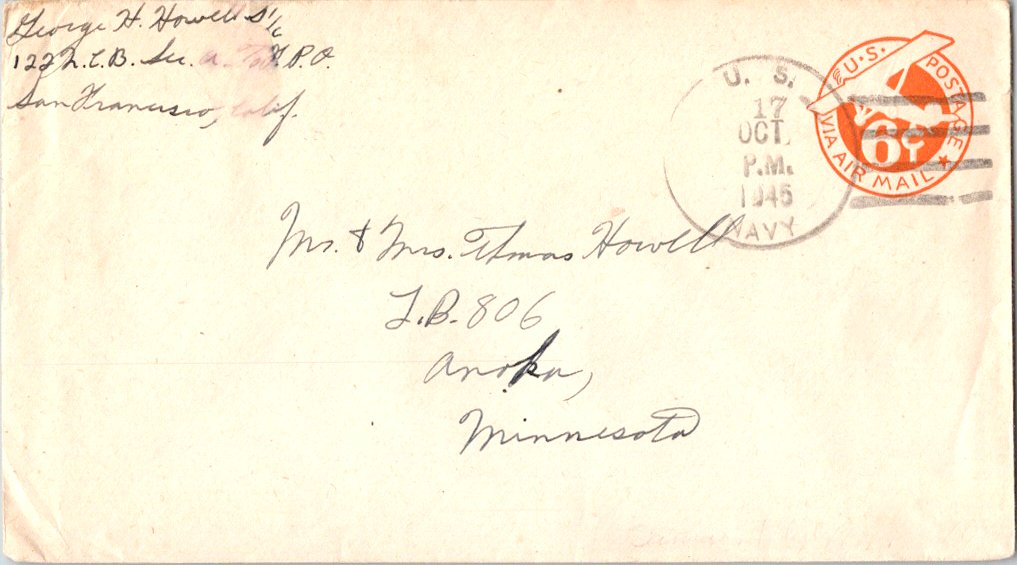 George H. Howell S 1/c
122 N.C.B. Sec. a. F.P.O.
San Francisco, Calif.
U. S.
17
OCT.
P.M.
1945
NAVY
U.S. POSTAGE
6¢
VIA AIR MAIL
Mr. & Mrs. Thomas Howell
L.B. 806
Anoka,
Minnesota